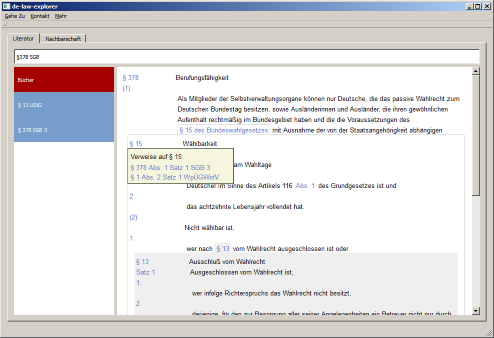 de-law-explorer
Gehe Zu Kontakt Mehr
Literatur Nachbarschaft
§378 SGB
Bücher
§ 13 UStG
§ 378 SGB 3
§ 378 Berufungsfähigkeit
(1)
Als Mitglieder der Selbstverwaltungsorgane können nur Deutsche, die das passive Wahlrecht zum
Deutschen Bundestag besitzen, sowie Ausländerinnen und Ausländer, die ihren gewöhnlichen
Aufenthalt rechtmäßig im Bundesgebiet haben und die die Voraussetzungen des
§ 15 des Bundeswahlgesetzes mit Ausnahme der von der Staatsangehörigkeit abhängigen
§ 15 Wählbarkeit
Verweise auf § 15:
§ 378 Abs. 1 Satz 1 SGB 3
§ 1 Abs. 2 Satz 1 WpÜGWidV
am Wahltage
Deutscher im Sinne des Artikels 116 Abs. 1 des Grundgesetzes ist und
2.
das achtzehnte Lebensjahr vollendet hat.
(2)
Nicht wählbar ist,
1.
wer nach § 13 vom Wahlrecht ausgeschlossen ist oder
§ 13 Ausschluß vom Wahlrecht
Satz 1 Ausgeschlossen vom Wahlrecht ist,
1.
wer infolge Richterspruchs das Wahlrecht nicht besitzt,
2.
derjenige, für den zur Besorgung aller seiner Angelegenheiten ein Betreuer nicht nur durch